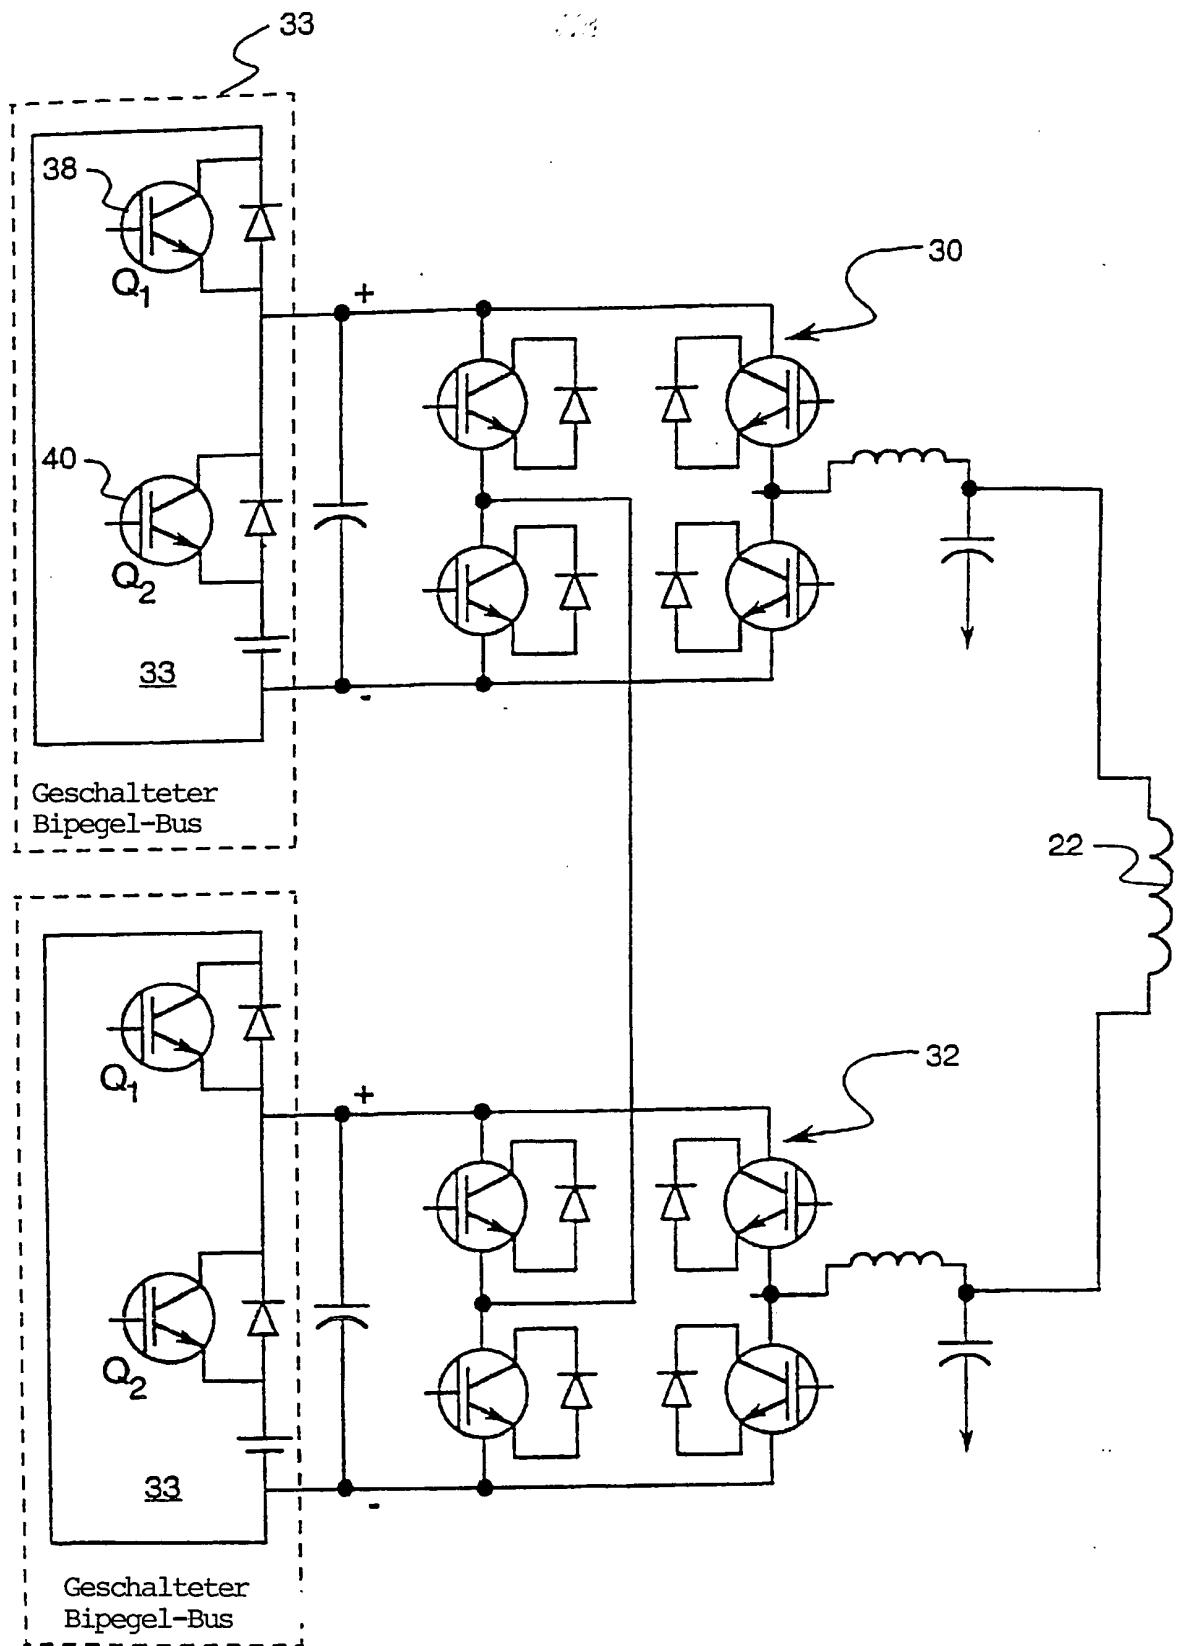 33
38
Q1
+
30
40
Q2
33
-
Geschalteter
Bipegel-Bus
22
Q1
+
32
Q2
33
-
Geschalteter
Bipegel-Bus